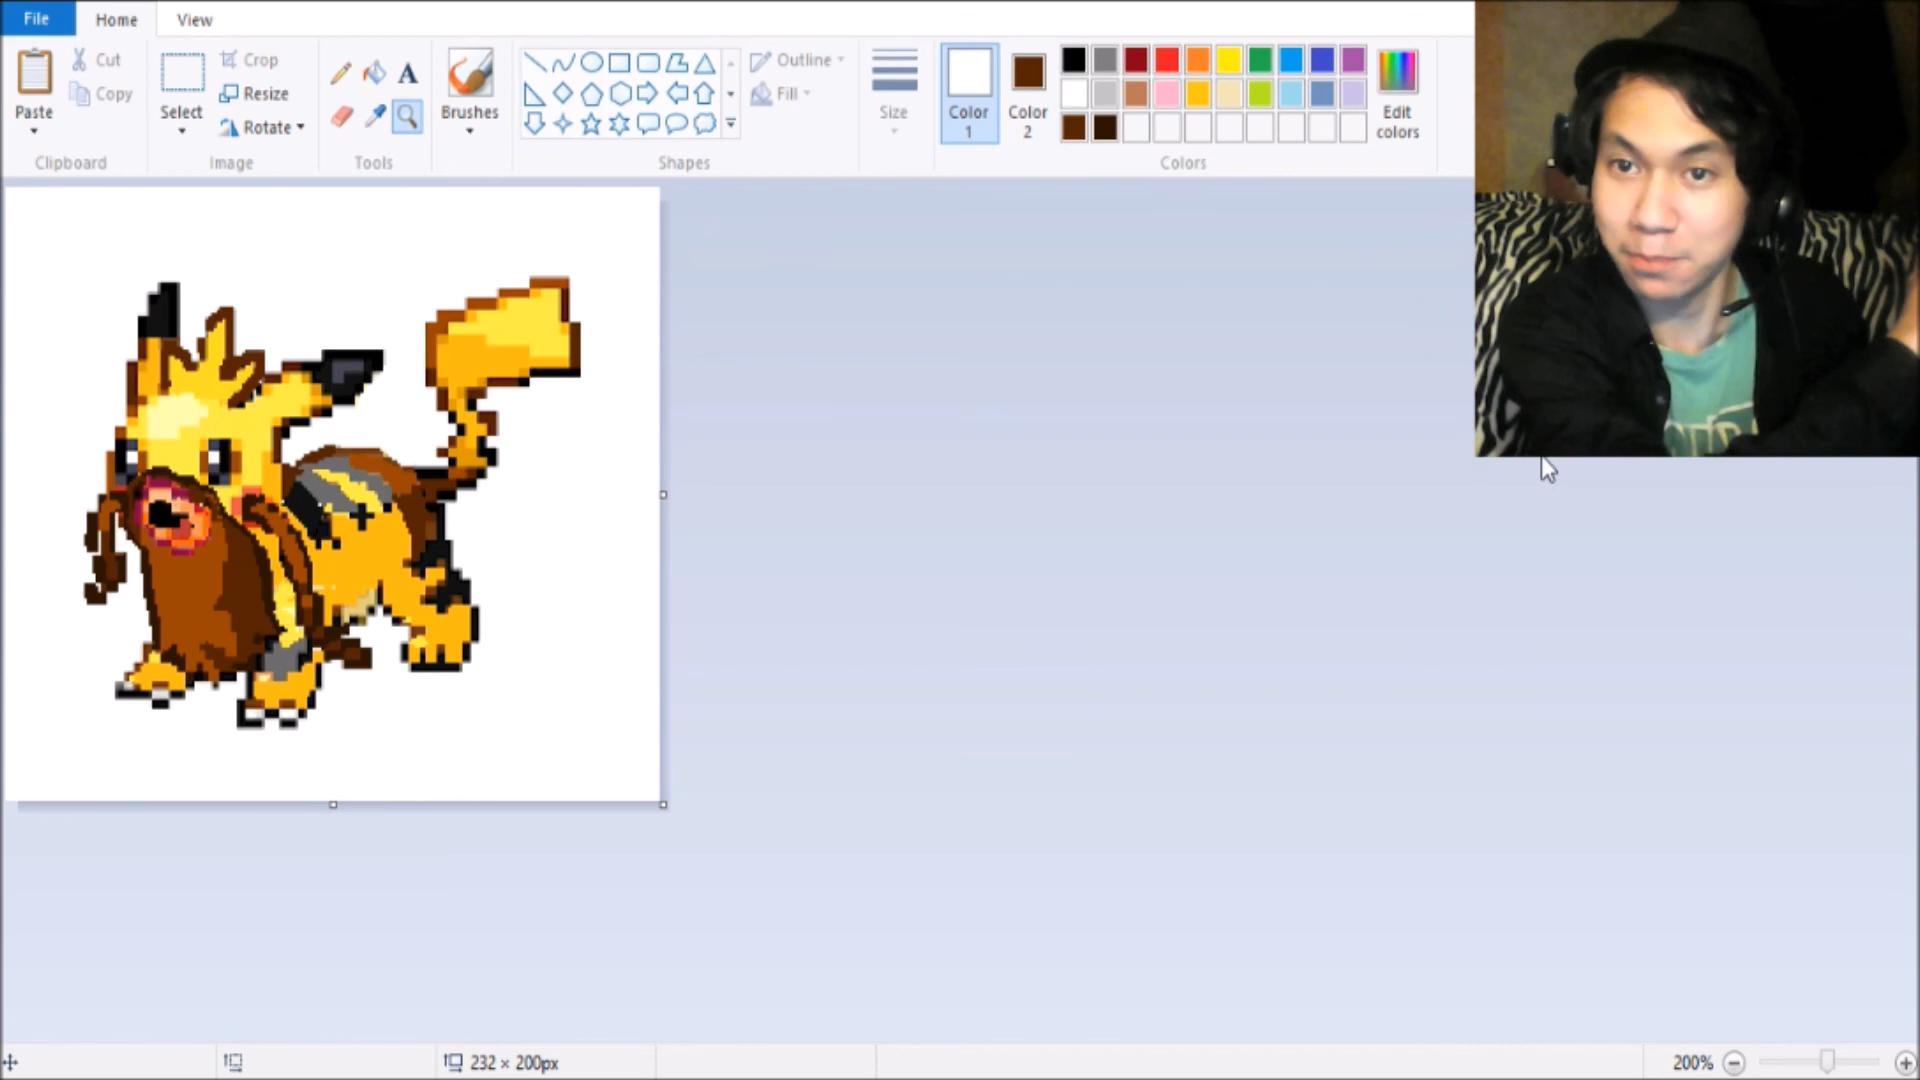 File Home View
Paste
Cut
Copy
Clipboard
Select
Crop
Resize
Rotate
Image
A
Tools
Brushes
Shapes
Outline
Fill
Size
Color 1
Color 2
Edit colors
Colors
232 × 200px
200%